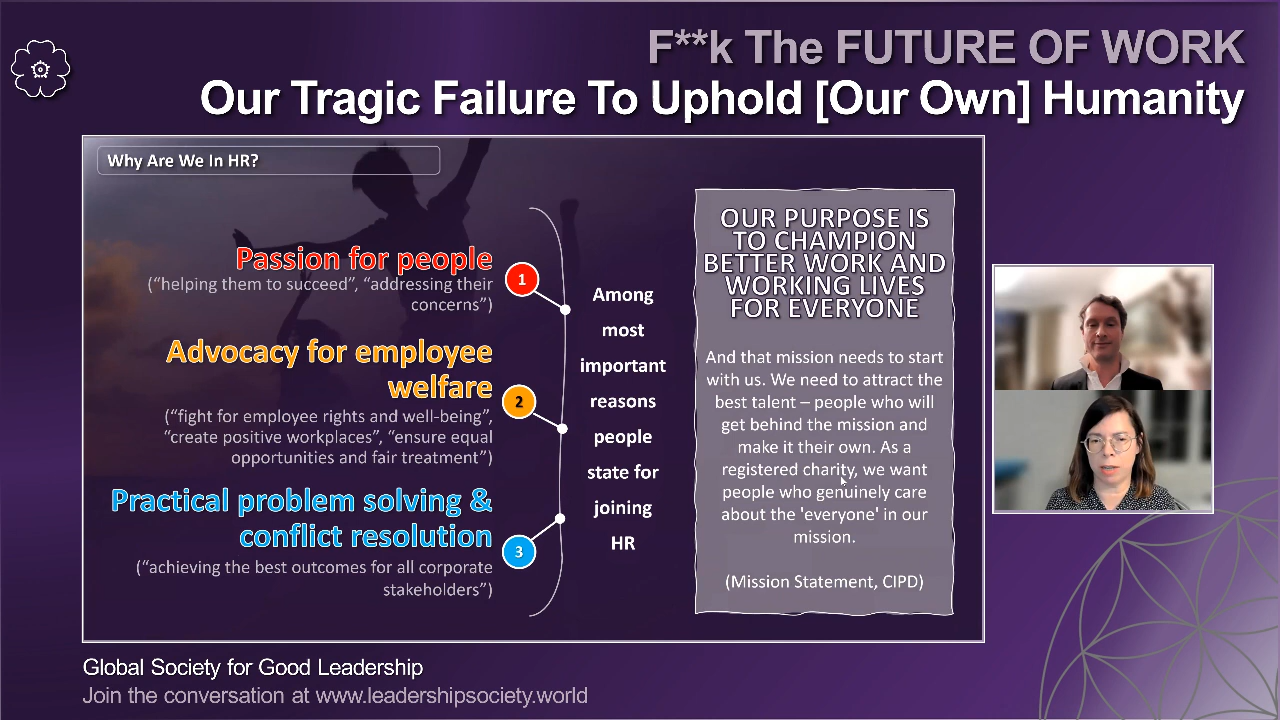 F**k The FUTURE OF WORK
Our Tragic Failure To Uphold [Our Own] Humanity
Why Are We In HR?
Passion for people
(“helping them to succeed”, “addressing their
concerns”)
1
Advocacy for employee
welfare
(“fight for employee rights and well-being”,
“create positive workplaces”, “ensure equal
opportunities and fair treatment”)
2
Practical problem solving &
conflict resolution
(“achieving the best outcomes for all corporate
stakeholders”)
3
Among
most
important
reasons
people
state for
joining
HR
OUR PURPOSE IS
TO CHAMPION
BETTER WORK AND
WORKING LIVES
FOR EVERYONE
And that mission needs to start
with us. We need to attract the
best talent – people who will
get behind the mission and
make it their own. As a
registered charity, we want
people who genuinely care
about the 'everyone' in our
mission.
(Mission Statement, CIPD)
Global Society for Good Leadership
Join the conversation at www.leadershipsociety.world